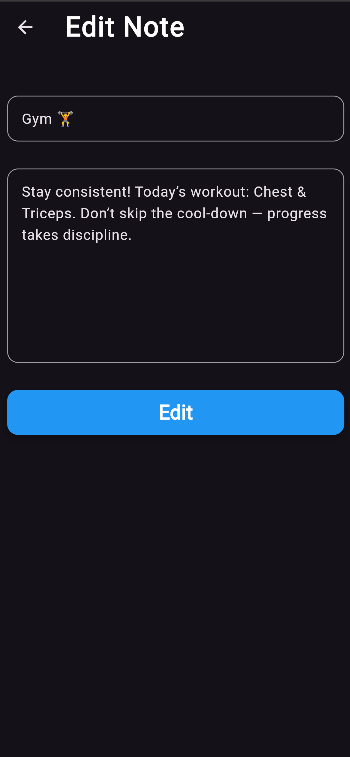 Edit Note
Gym 🏋️
Stay consistent! Today’s workout: Chest &
Triceps. Don’t skip the cool-down — progress
takes discipline.
Edit